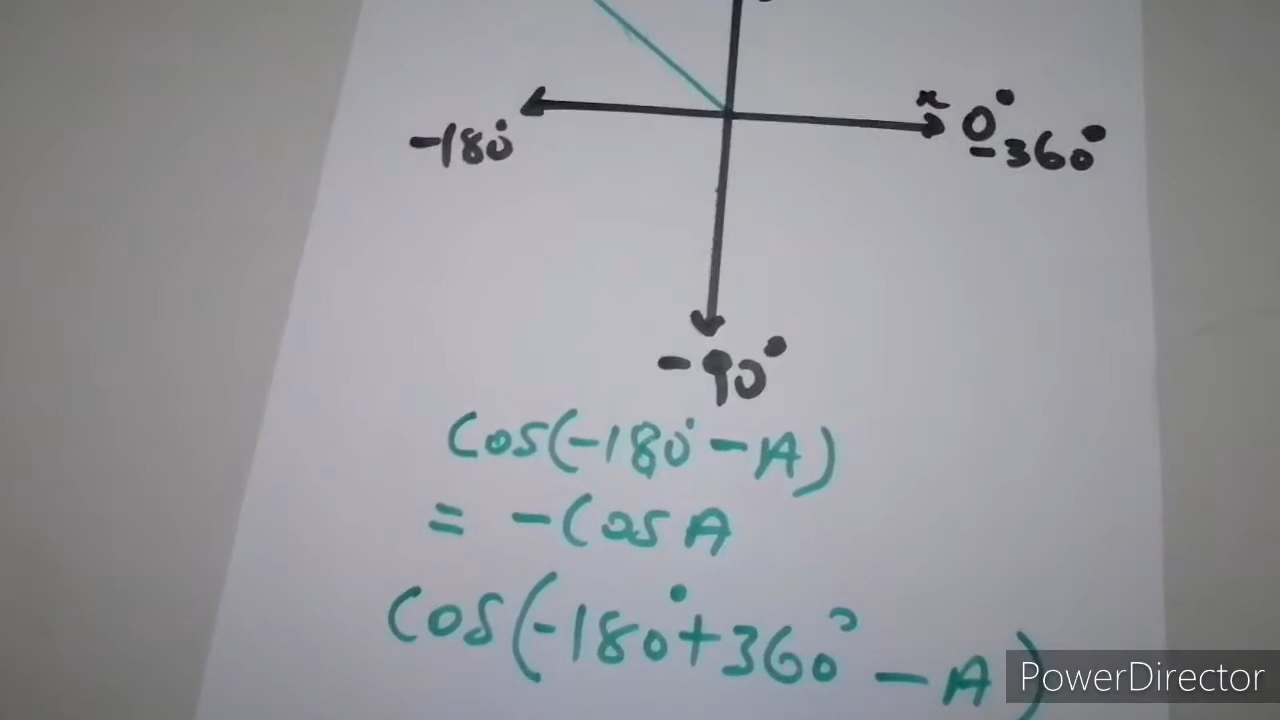 x 0°
-180° -360°
-90°
Cos(-180°-A)
= -Cos A
Cos(-180°+360°-A)
PowerDirector